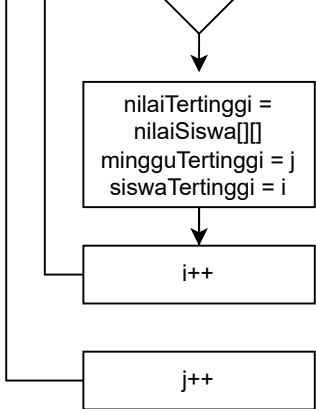 nilaiTertinggi =
nilaiSiswa[][]
mingguTertinggi = j
siswaTertinggi = i
i++
j++